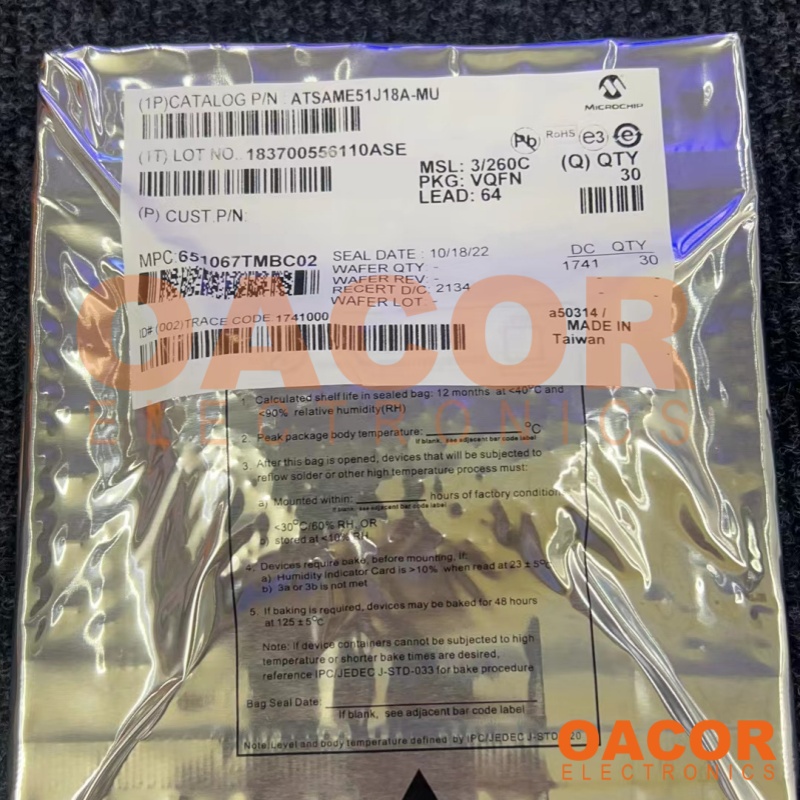 (1P)CATALOG P/N : ATSAME51J18A-MU
MICROCHIP
(1T) LOT NO.: 183700556110ASE
Pb RoHS e3 e
MSL: 3/260C
PKG: VQFN
LEAD: 64
(Q) QTY
30
(P) CUST P/N:
MPC:651067TMBC02
SEAL DATE : 10/18/22
WAFER QTY: -
WAFER REV: -
RECERT D/C: 2134
WAFER LOT: -
DC QTY
1741 30
- -
ID# (002)TRACE CODE 1741000
a50314 /
MADE IN
Taiwan
OACOR
ELECTRONICS
1. Calculated shelf life in sealed bag: 12 months at <40°C and
<90% relative humidity(RH)
2. Peak package body temperature: °C
If blank, see adjacent bar code label
3. After this bag is opened, devices that will be subjected to
reflow solder or other high temperature process must:
a) Mounted within: hours of factory condition
If blank, see adjacent bar code label
<30°C/60% RH, OR
b) stored at <10% RH
4. Devices require bake, before mounting, if:
a) Humidity Indicator Card is >10% when read at 23 ± 5°C
b) 3a or 3b is not met
5. If baking is required, devices may be baked for 48 hours
at 125 ± 5°C
Note: If device containers cannot be subjected to high
temperature or shorter bake times are desired,
reference IPC/JEDEC J-STD-033 for bake procedure
Bag Seal Date:
If blank, see adjacent bar code label
Note:Level and body temperature defined by IPC/JEDEC J-STD 20
OACOR
ELECTRONICS